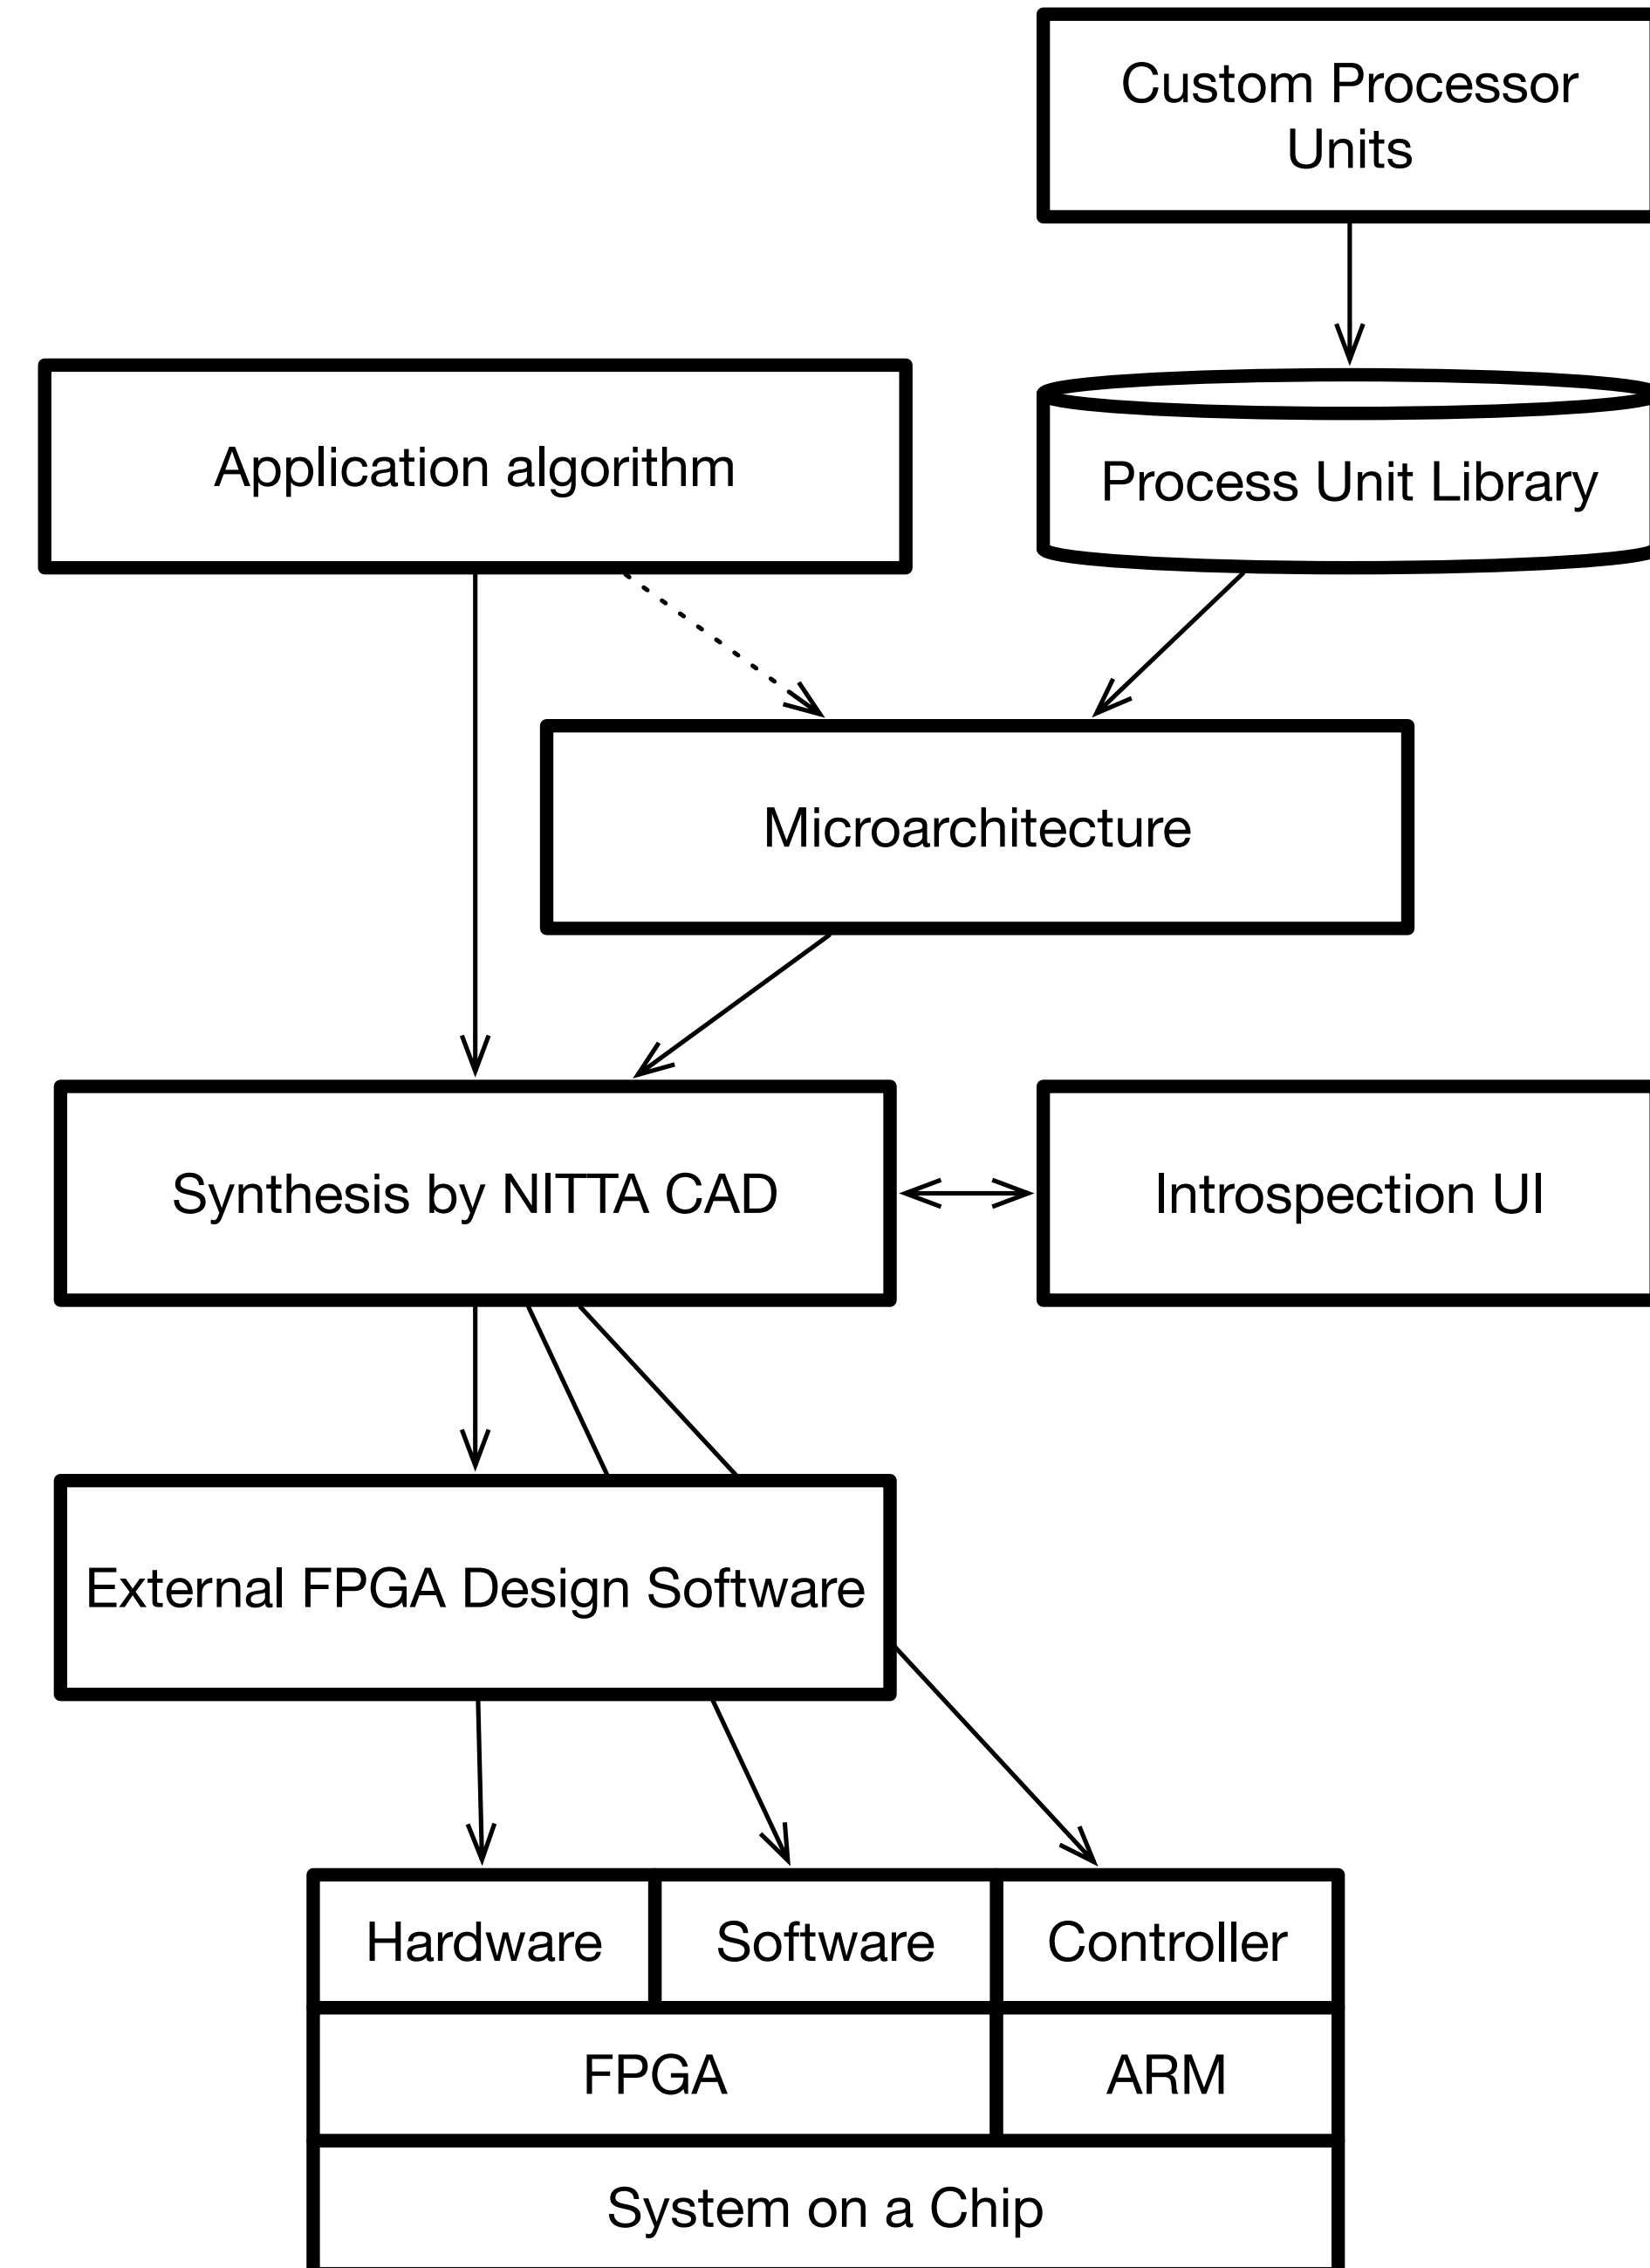 Custom Processor
Units
Application algorithm
Process Unit Library
Microarchitecture
Synthesis by NITTA CAD
Introspection UI
External FPGA Design Software
Hardware
Software
Controller
FPGA
ARM
System on a Chip